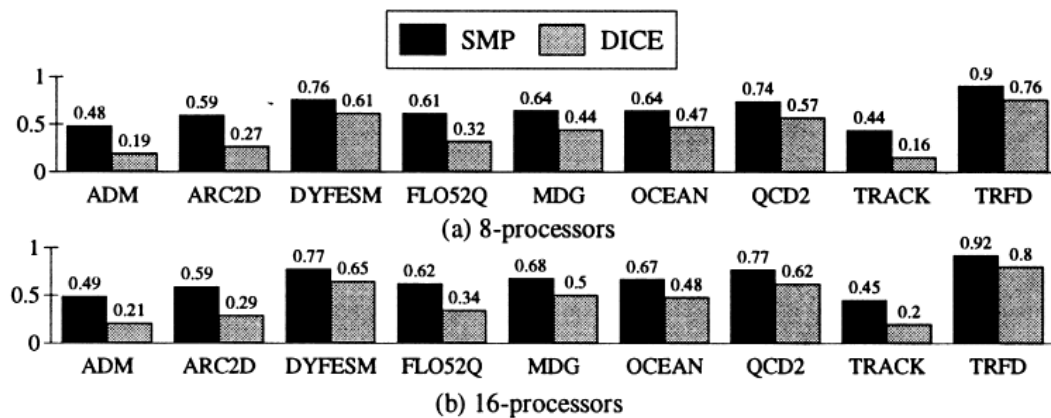 SMP DICE
1
0.5
0
0.48 0.19 0.59 0.27 0.76 0.61 0.61 0.32 0.64 0.44 0.64 0.47 0.74 0.57 0.44 0.16 0.9 0.76
ADM ARC2D DYFESM FLO52Q MDG OCEAN QCD2 TRACK TRFD
(a) 8-processors
1
0.5
0
0.49 0.21 0.59 0.29 0.77 0.65 0.62 0.34 0.68 0.5 0.67 0.48 0.77 0.62 0.45 0.2 0.92 0.8
ADM ARC2D DYFESM FLO52Q MDG OCEAN QCD2 TRACK TRFD
(b) 16-processors